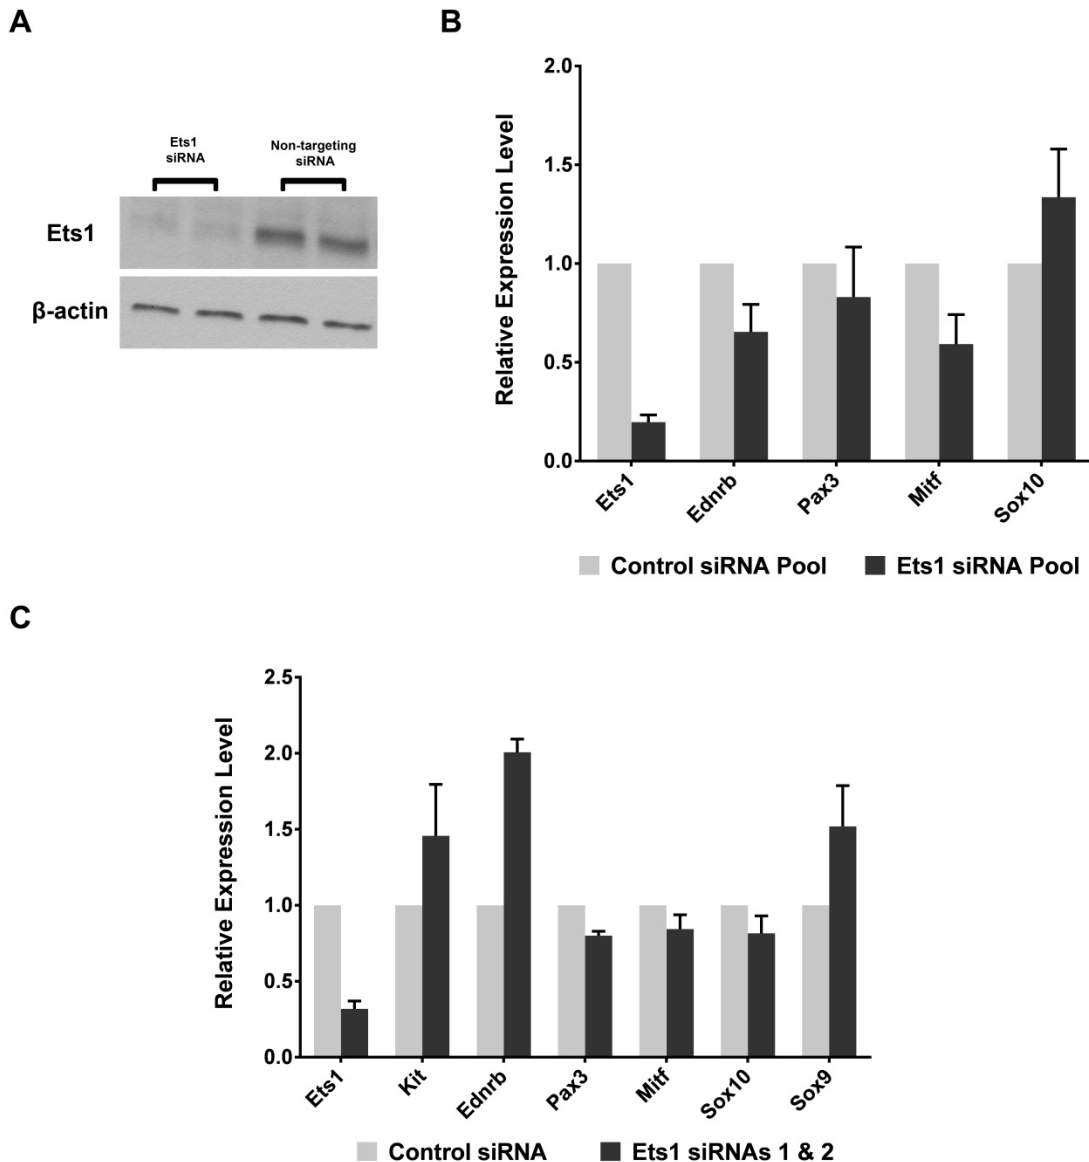 A
Ets1
siRNA
Non-targeting
siRNA
Ets1
β-actin
B
Relative Expression Level
2.0
1.5
1.0
0.5
0.0
Ets1
Ednrb
Pax3
Mitf
Sox10
Control siRNA Pool
Ets1 siRNA Pool
C
Relative Expression Level
2.5
2.0
1.5
1.0
0.5
0.0
Ets1
Kit
Ednrb
Pax3
Mitf
Sox10
Sox9
Control siRNA
Ets1 siRNAs 1 & 2